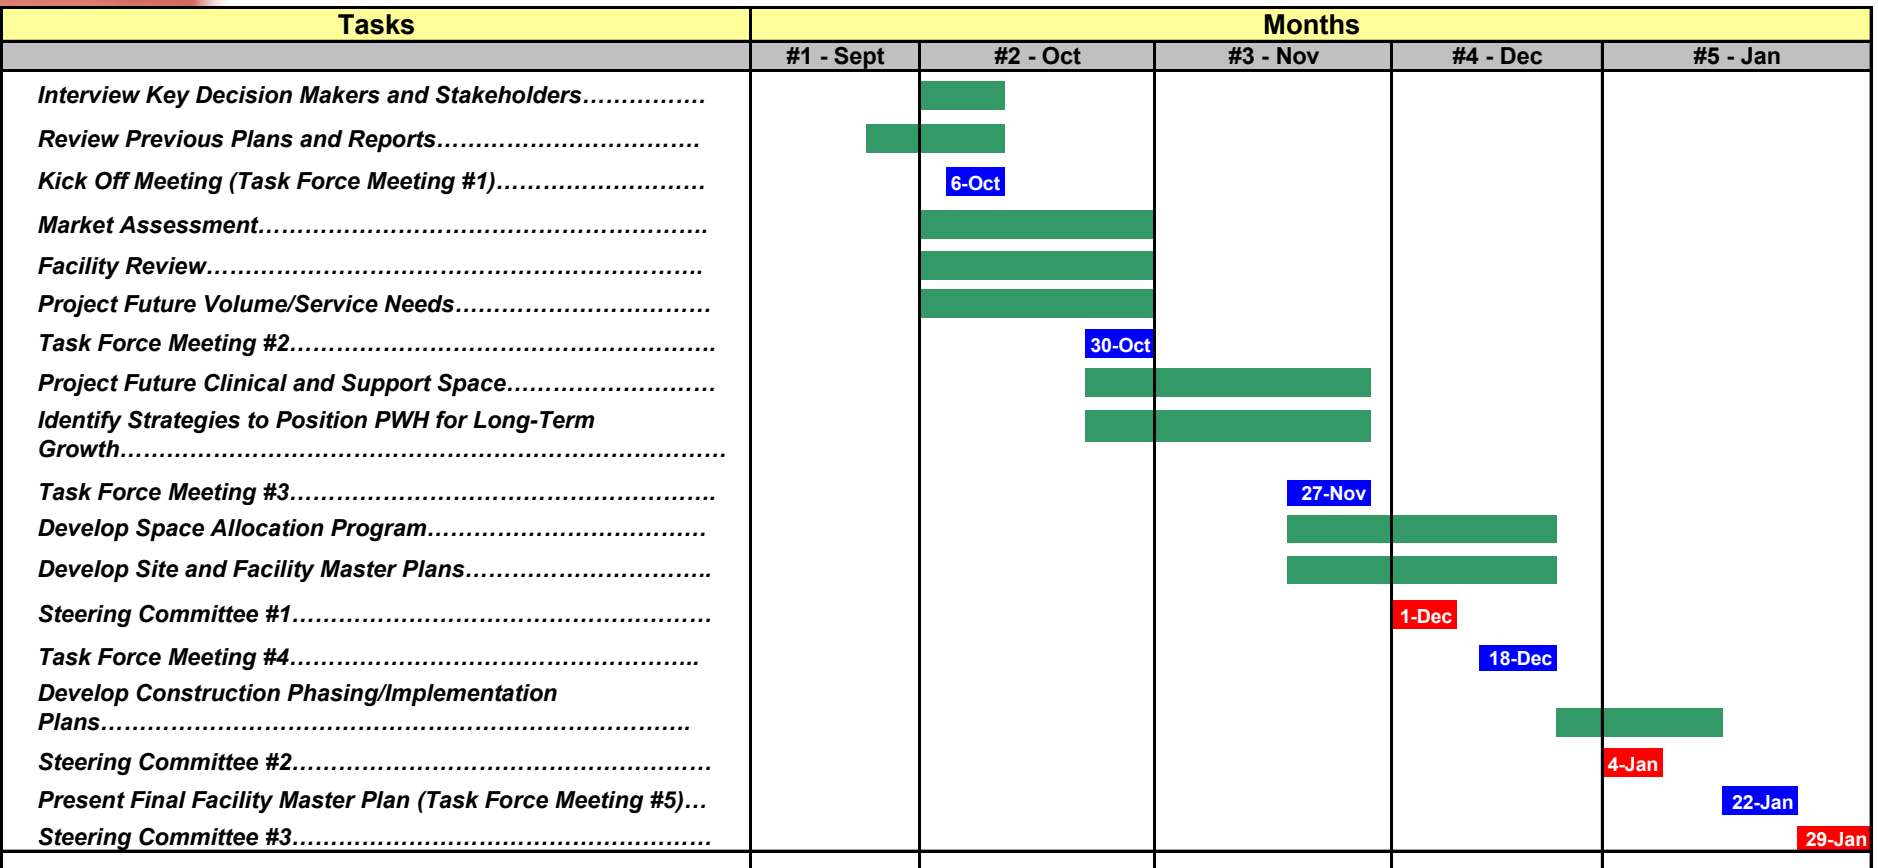 Tasks Months
#1 - Sept #2 - Oct #3 - Nov #4 - Dec #5 - Jan
Interview Key Decision Makers and Stakeholders…………….
Review Previous Plans and Reports…………………………….
Kick Off Meeting (Task Force Meeting #1)……………………… 6-Oct
Market Assessment…………………………………………………..
Facility Review……………………………………………………….
Project Future Volume/Service Needs……………………………
Task Force Meeting #2………………………………………………. 30-Oct
Project Future Clinical and Support Space………………………
Identify Strategies to Position PWH for Long-Term
Growth……………………………………………………………………
Task Force Meeting #3………………………………………………. 27-Nov
Develop Space Allocation Program………………………………
Develop Site and Facility Master Plans…………………………..
Steering Committee #1……………………………………………… 1-Dec
Task Force Meeting #4…………………………………………….. 18-Dec
Develop Construction Phasing/Implementation
Plans………………………………………………………………….
Steering Committee #2……………………………………………… 4-Jan
Present Final Facility Master Plan (Task Force Meeting #5)… 22-Jan
Steering Committee #3……………………………………………… 29-Jan